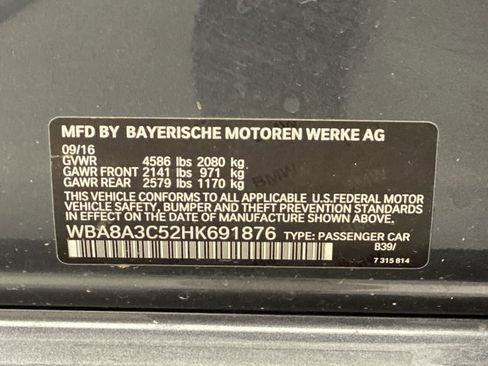 MFD BY BAYERISCHE MOTOREN WERKE AG
09/16
GVWR 4586 lbs 2080 kg
GAWR FRONT 2141 lbs 971 kg
GAWR REAR 2579 lbs 1170 kg
THIS VEHICLE CONFORMS TO ALL APPLICABLE U.S.FEDERAL MOTOR
VEHICLE SAFETY, BUMPER, AND THEFT PREVENTION STANDARDS IN
EFFECT ON THE DATE OF MANUFACTURE SHOWN ABOVE.
WBA8A3C52HK691876 TYPE: PASSENGER CAR
B39/
7 315 814